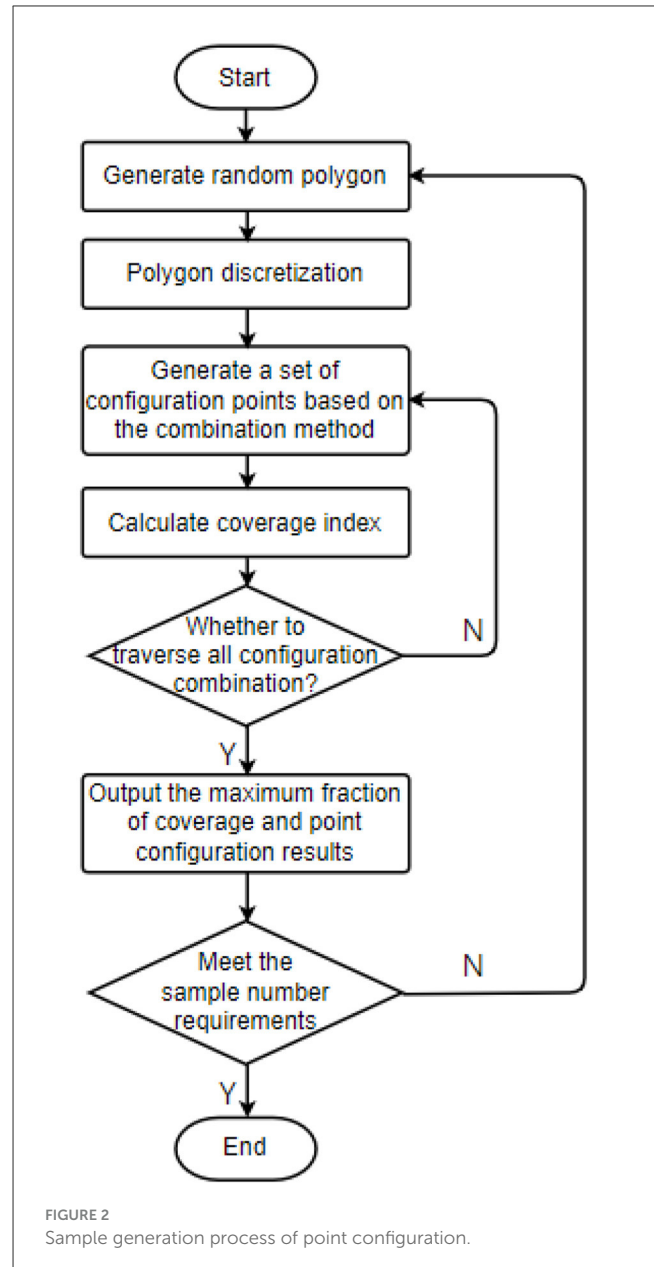 Start
Generate random polygon
Polygon discretization
Generate a set of
configuration points based on
the combination method
Calculate coverage index
Whether to
traverse all configuration
combination?
N
Y
Output the maximum fraction
of coverage and point
configuration results
Meet the
sample number
requirements
N
Y
End
FIGURE 2
Sample generation process of point configuration.